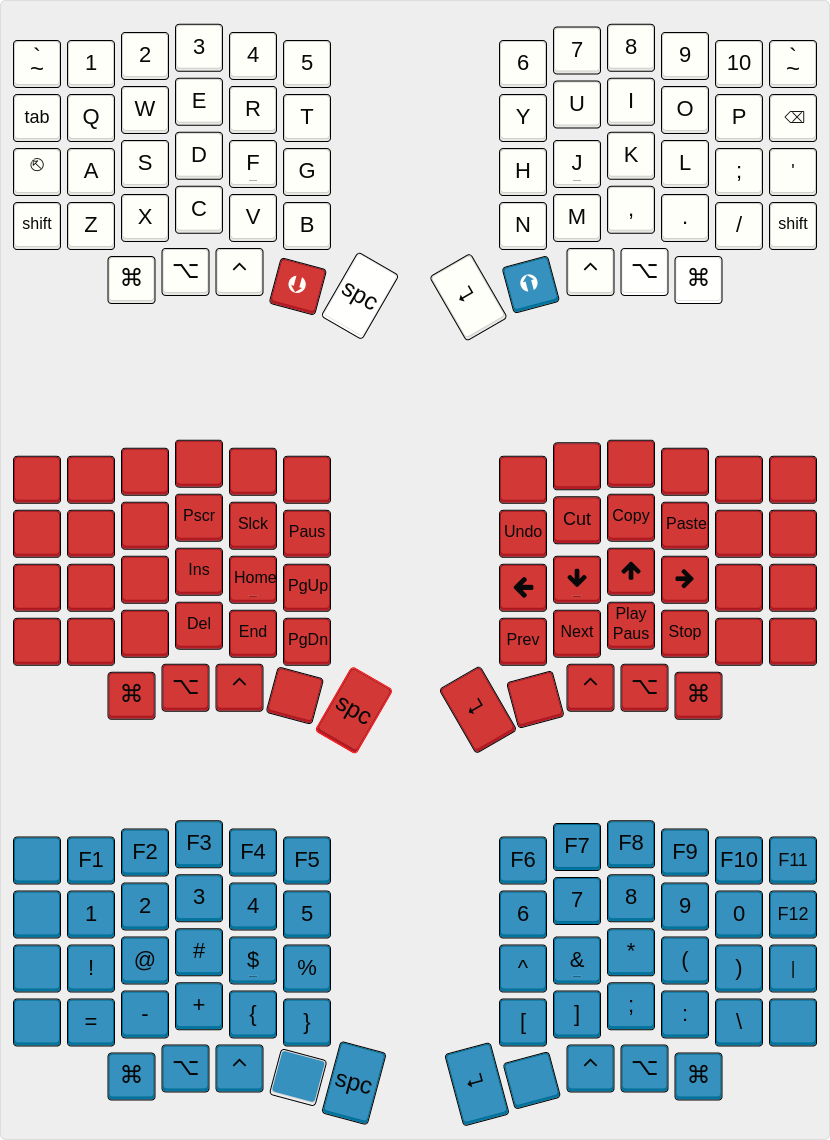 ` 1 2 3 4 5 6 7 8 9 10 `
~ ~
tab Q W E R T Y U I O P ⌫
⎋ A S D F G H J K L ; '
_ _
shift Z X C V B N M , . / shift
⌘ ⌥ ^ spc ↵ ^ ⌥ ⌘
Pscr Slck Paus Undo Cut Copy Paste
Ins Home PgUp ← ↓ ↑ →
_ _
Del End PgDn Prev Next Play Stop
Paus
⌘ ⌥ ^ spc ↵ ^ ⌥ ⌘
F1 F2 F3 F4 F5 F6 F7 F8 F9 F10 F11
1 2 3 4 5 6 7 8 9 0 F12
! @ # $ % ^ & * ( ) |
_ _
= - + { } [ ] ; : \
⌘ ⌥ ^ spc ↵ ^ ⌥ ⌘